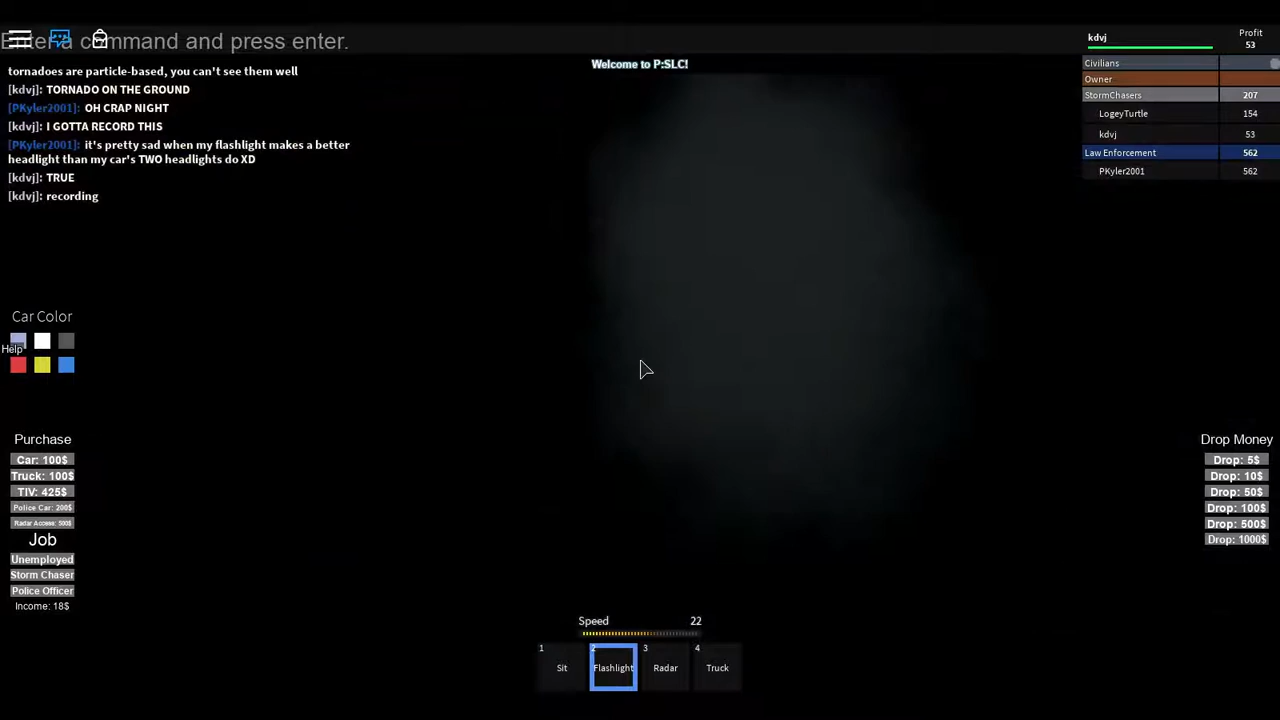 Enter a command and press enter.
tornadoes are particle-based, you can't see them well
[kdvj]: TORNADO ON THE GROUND
[PKyler2001]: OH CRAP NIGHT
[kdvj]: I GOTTA RECORD THIS
[PKyler2001]: it's pretty sad when my flashlight makes a better
headlight than my car's TWO headlights do XD
[kdvj]: TRUE
[kdvj]: recording
Welcome to P:SLC!
kdvj
Profit
53
Civilians
Owner
StormChasers 207
LogeyTurtle 154
kdvj 53
Law Enforcement 562
PKyler2001 562
Car Color
Help
Purchase
Car: 100$
Truck: 100$
TIV: 425$
Police Car: 200$
Radar Access: 500$
Job
Unemployed
Storm Chaser
Police Officer
Income: 18$
Drop Money
Drop: 5$
Drop: 10$
Drop: 50$
Drop: 100$
Drop: 500$
Drop: 1000$
Speed 22
1 2 3 4
Sit Flashlight Radar Truck